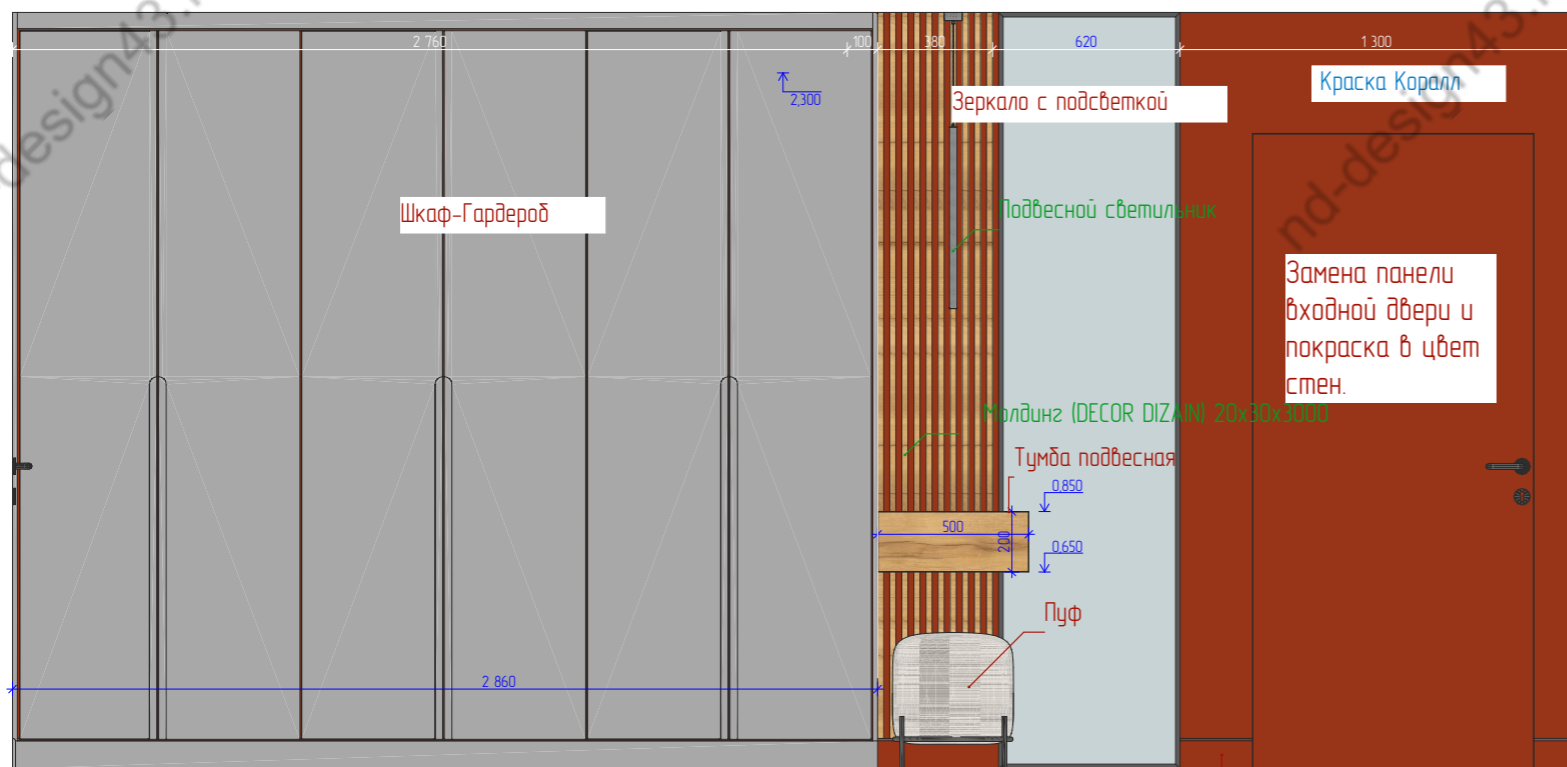 2 760
100
380
620
1 300
Краска Коралл
2,300
Зеркало с подсветкой
Шкаф-Гардероб
Подвесной светильник
Замена панели
входной двери и
покраска в цвет
стен.
Молдинг (DECOR DIZAIN) 20х30х3000
Тумба подвесная
0.850
500
200
0.650
Пуф
2 860
design43.
nd-design43.